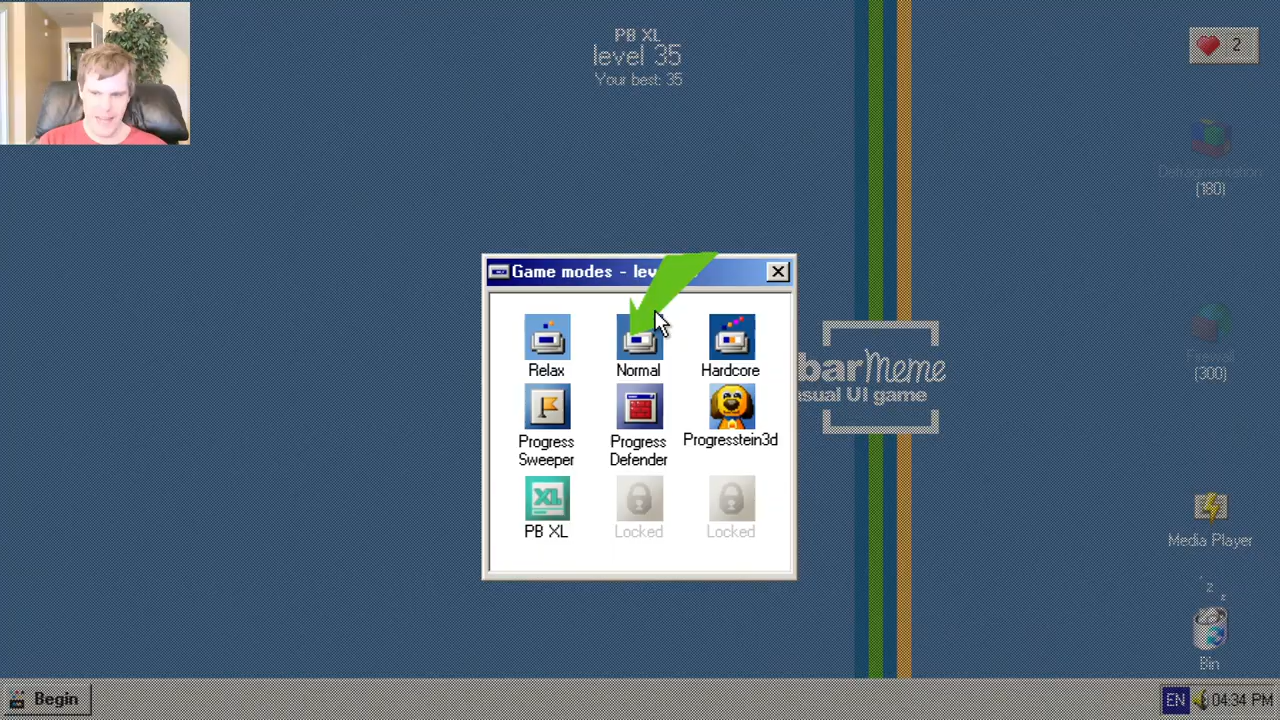 PB XL
level 35
Your best: 35
2
Defragmentation
(180)
Game modes - lev
Relax
Normal
Hardcore
Progress
Sweeper
Progress
Defender
Progresstein3d
XL
PB XL
Locked
Locked
barMeme
sual UI game
Firewall
(300)
Media Player
z
z
Bin
Begin
EN
04:34 PM